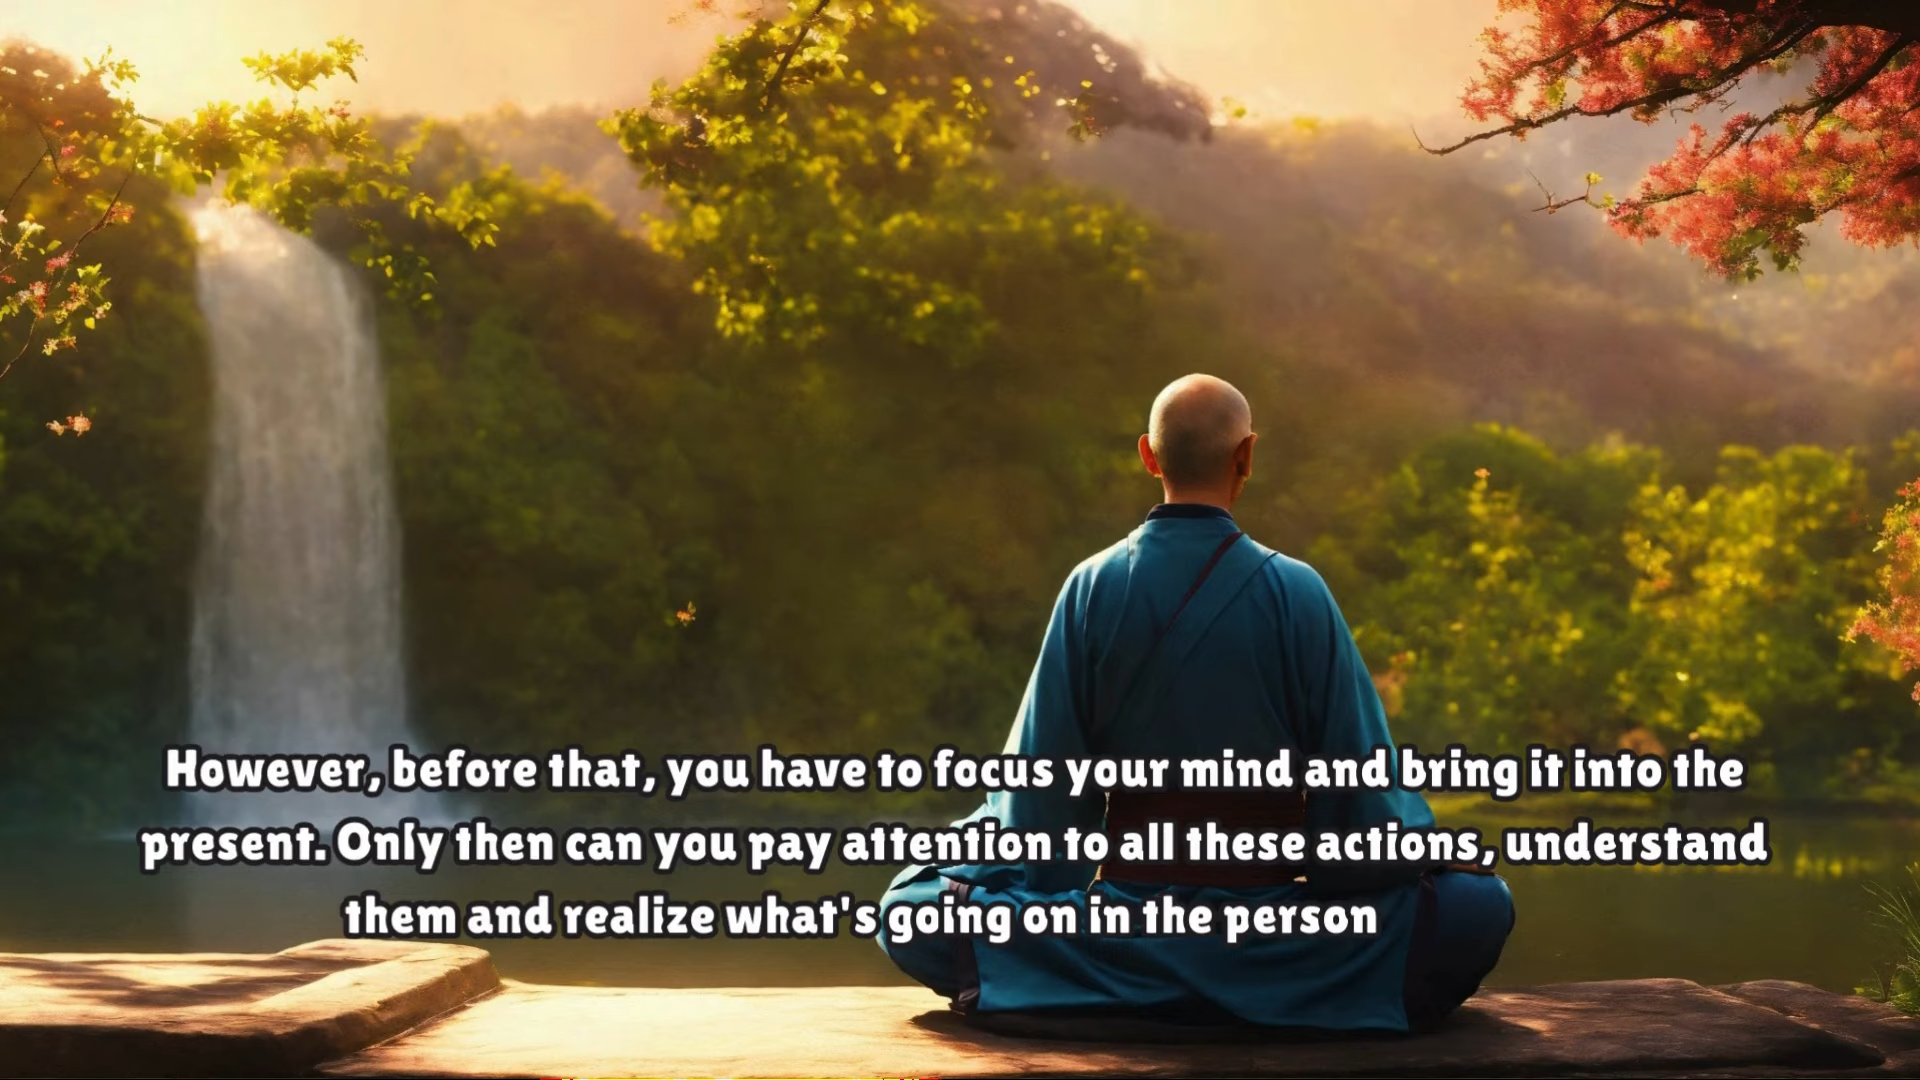 However, before that, you have to focus your mind and bring it into the
present. Only then can you pay attention to all these actions, understand
them and realize what's going on in the person